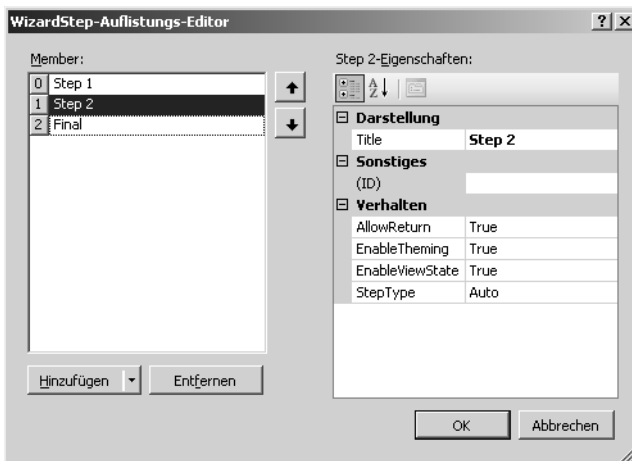 WizardStep-Auflistungs-Editor
Member:
0 Step 1
1 Step 2
2 Final
Hinzufügen
Entfernen
Step 2-Eigenschaften:
Darstellung
Title Step 2
Sonstiges
(ID)
Verhalten
AllowReturn True
EnableTheming True
EnableViewState True
StepType Auto
OK
Abbrechen